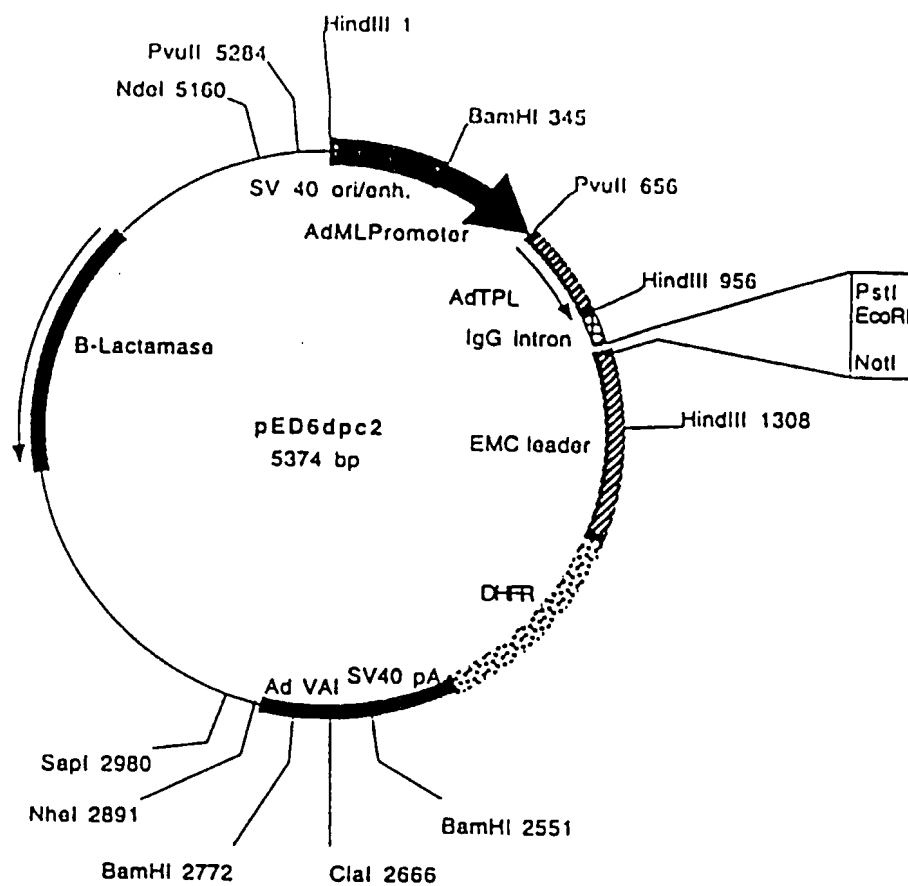 HindIII 1
PvuII 5284
NdeI 5160
BamHI 345
SV 40 ori/enh.
PvuII 656
AdMLPromoter
HindIII 956
AdTPL
IgG Intron
PstI
EcoRI
NotI
B-Lactamase
pED6dpc2
5374 bp
HindIII 1308
EMC leader
DHFR
SV40 pA
Ad VAI
SapI 2980
NheI 2891
BamHI 2772
ClaI 2666
BamHI 2551